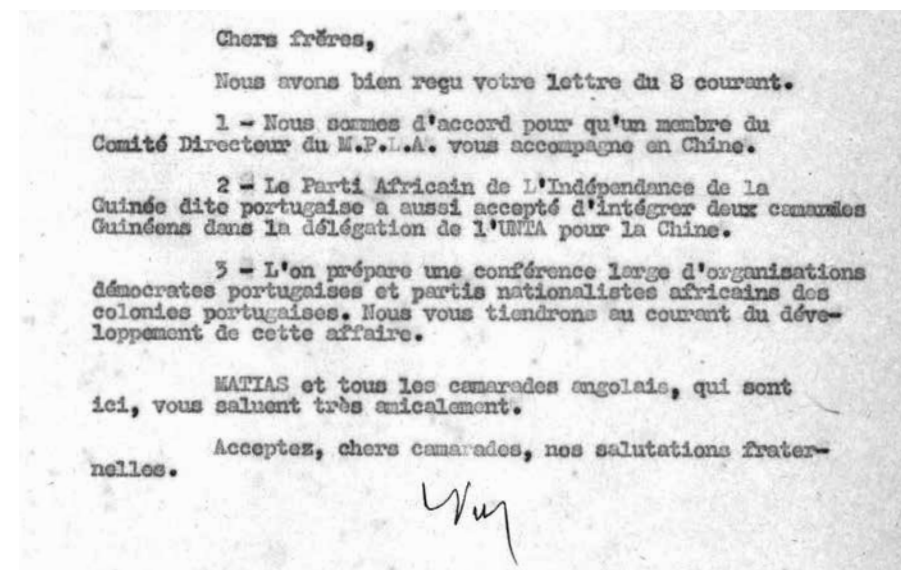 Chers frères,
Nous avons bien reçu votre lettre du 8 courant.
1 - Nous sommes d'accord pour qu'un membre du
Comité Directeur du M.P.L.A. vous accompagne en Chine.
2 - Le Parti Africain de L'Indépendance de la
Guinée dite portugaise a aussi accepté d'intégrer deux camardes
Guinéens dans la délégation de l'UNTA pour la Chine.
3 - L'on prépare une conférence large d'organisations
démocrates portugaises et partis nationalistes africains des
colonies portugaises. Nous vous tiendrons au courant du déve-
loppement de cette affaire.
MATIAS et tous les camarades angolais, qui sont
ici, vous saluent très amicalement.
Acceptez, chers camarades, nos salutations frater-
nelles.